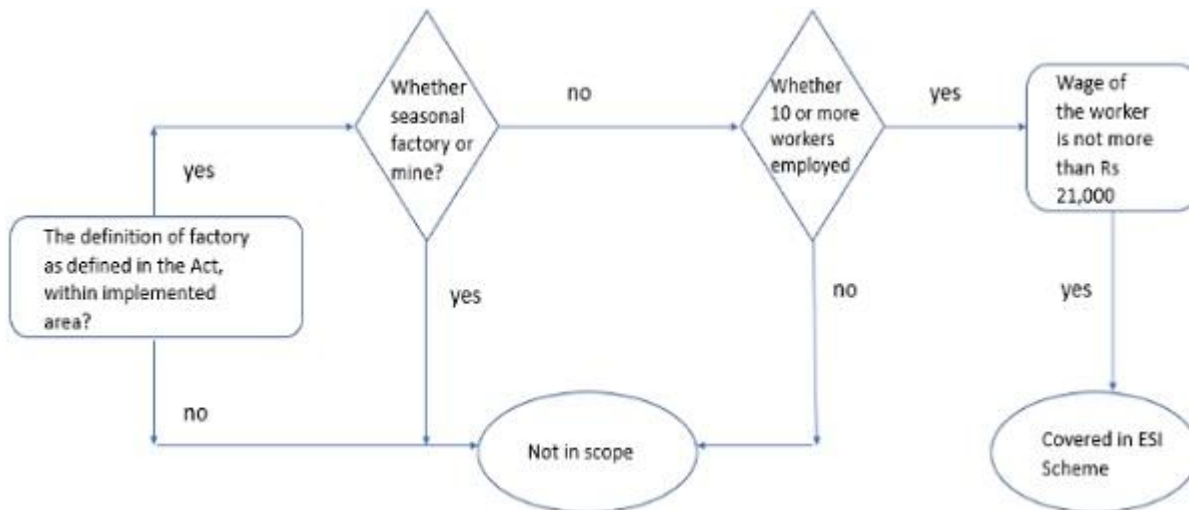 Whether
seasonal
factory or
mine?
no
Whether
10 or more
workers
employed
yes
Wage of
the worker
is not more
than Rs
21,000
yes
The definition of factory
as defined in the Act,
within implemented
area?
yes
no
yes
no
Not in scope
Covered in ESI
Scheme